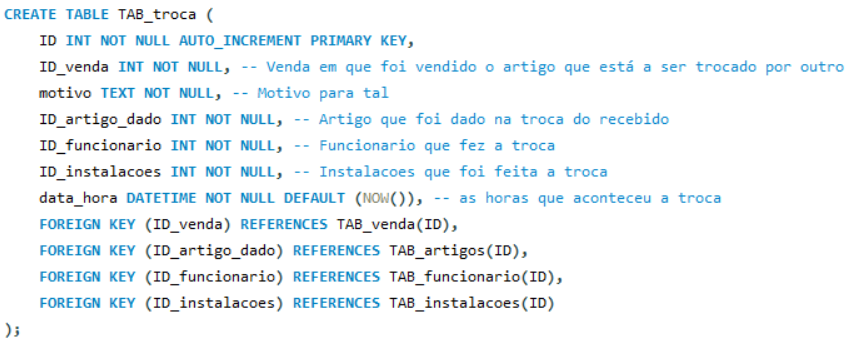 CREATE TABLE TAB_troca (
    ID INT NOT NULL AUTO_INCREMENT PRIMARY KEY,
    ID_venda INT NOT NULL, -- Venda em que foi vendido o artigo que está a ser trocado por outro
    motivo TEXT NOT NULL, -- Motivo para tal
    ID_artigo_dado INT NOT NULL, -- Artigo que foi dado na troca do recebido
    ID_funcionario INT NOT NULL, -- Funcionario que fez a troca
    ID_instalacoes INT NOT NULL, -- Instalacoes que foi feita a troca
    data_hora DATETIME NOT NULL DEFAULT (NOW()), -- as horas que aconteceu a troca
    FOREIGN KEY (ID_venda) REFERENCES TAB_venda(ID),
    FOREIGN KEY (ID_artigo_dado) REFERENCES TAB_artigos(ID),
    FOREIGN KEY (ID_funcionario) REFERENCES TAB_funcionario(ID),
    FOREIGN KEY (ID_instalacoes) REFERENCES TAB_instalacoes(ID)
);